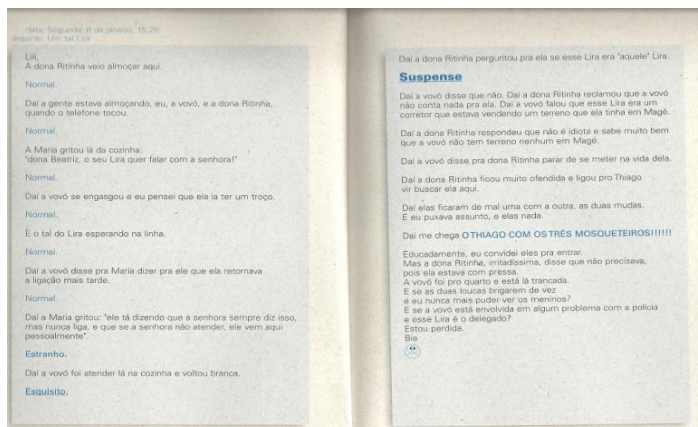 data: Segunda, 6 de janeiro, 15:25
assunto: Um tal Lira
Lili,
A dona Ritinha veio almoçar aqui.
Normal.
Daí a gente estava almoçando, eu, a vovó, e a dona Ritinha,
quando o telefone tocou.
Normal.
A Maria gritou lá da cozinha:
"dona Beatriz, o seu Lira quer falar com a senhora!"
Normal.
Daí a vovó se engasgou e eu pensei que ela ia ter um troço.
Normal.
É o tal do Lira esperando na linha.
Normal.
Daí a vovó disse pra Maria dizer pra ele que ela retornava
a ligação mais tarde.
Normal.
Daí a Maria gritou: "ele tá dizendo que a senhora sempre diz isso,
mas nunca liga, e que se a senhora não atender, ele vem aqui
pessoalmente".
Estranho.
Daí a vovó foi atender lá na cozinha e voltou branca.
Esquisito.
Daí a dona Ritinha perguntou pra ela se esse Lira era "aquele" Lira.
Suspense
Daí a vovó disse que não. Daí a dona Ritinha reclamou que a vovó
não conta nada pra ela. Daí a vovó falou que esse Lira era um
corretor que estava vendendo um terreno que ela tinha em Magé.
Daí a dona Ritinha respondeu que não é idiota e sabe muito bem
que a vovó não tem terreno nenhum em Magé.
Daí a vovó disse pra dona Ritinha parar de se meter na vida dela.
Daí a dona Ritinha ficou muito ofendida e ligou pro Thiago
vir buscar ela aqui.
Daí elas ficaram de mal uma com a outra, as duas mudas.
E eu puxava assunto, e elas nada.
Daí me chega O THIAGO COM OS TRÊS MOSQUETEIROS!!!!!!
Educadamente, eu convidei eles pra entrar.
Mas a dona Ritinha, irritadíssima, disse que não precisava,
pois ela estava com pressa.
A vovó foi pro quarto e está lá trancada.
E se as duas loucas brigarem de vez
e eu nunca mais puder ver os meninos?
E se a vovó está envolvida em algum problema com a polícia
e esse Lira é o delegado?
Estou perdida.
Bia